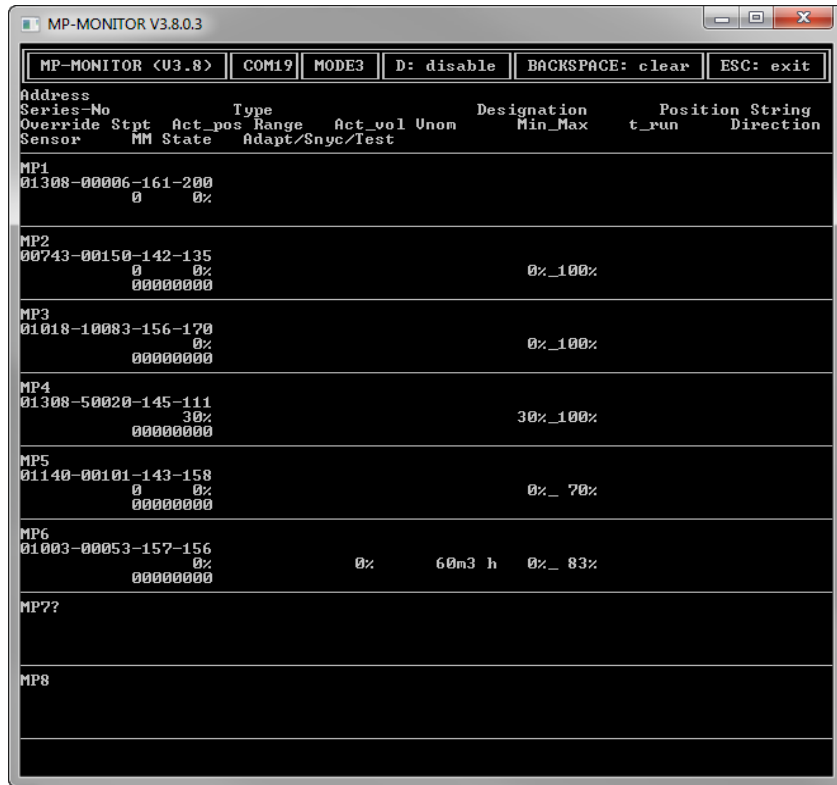 MP-MONITOR V3.8.0.3
MP-MONITOR (V3.8) COM19 MODE3 D: disable BACKSPACE: clear ESC: exit
Address
Series-No Type Designation Position String
Override Stpt Act_pos Range Act_vol Vnom Min_Max t_run Direction
Sensor MM State Adapt/Snyc/Test
MP1
01308-00006-161-200
0 0%
MP2
00743-00150-142-135
0 0% 0%_100%
00000000
MP3
01018-10083-156-170
0% 0%_100%
00000000
MP4
01308-50020-145-111
30% 30%_100%
00000000
MP5
01140-00101-143-158
0 0% 0%_ 70%
00000000
MP6
01003-00053-157-156
0% 0% 60m3 h 0%_ 83%
00000000
MP7?
MP8